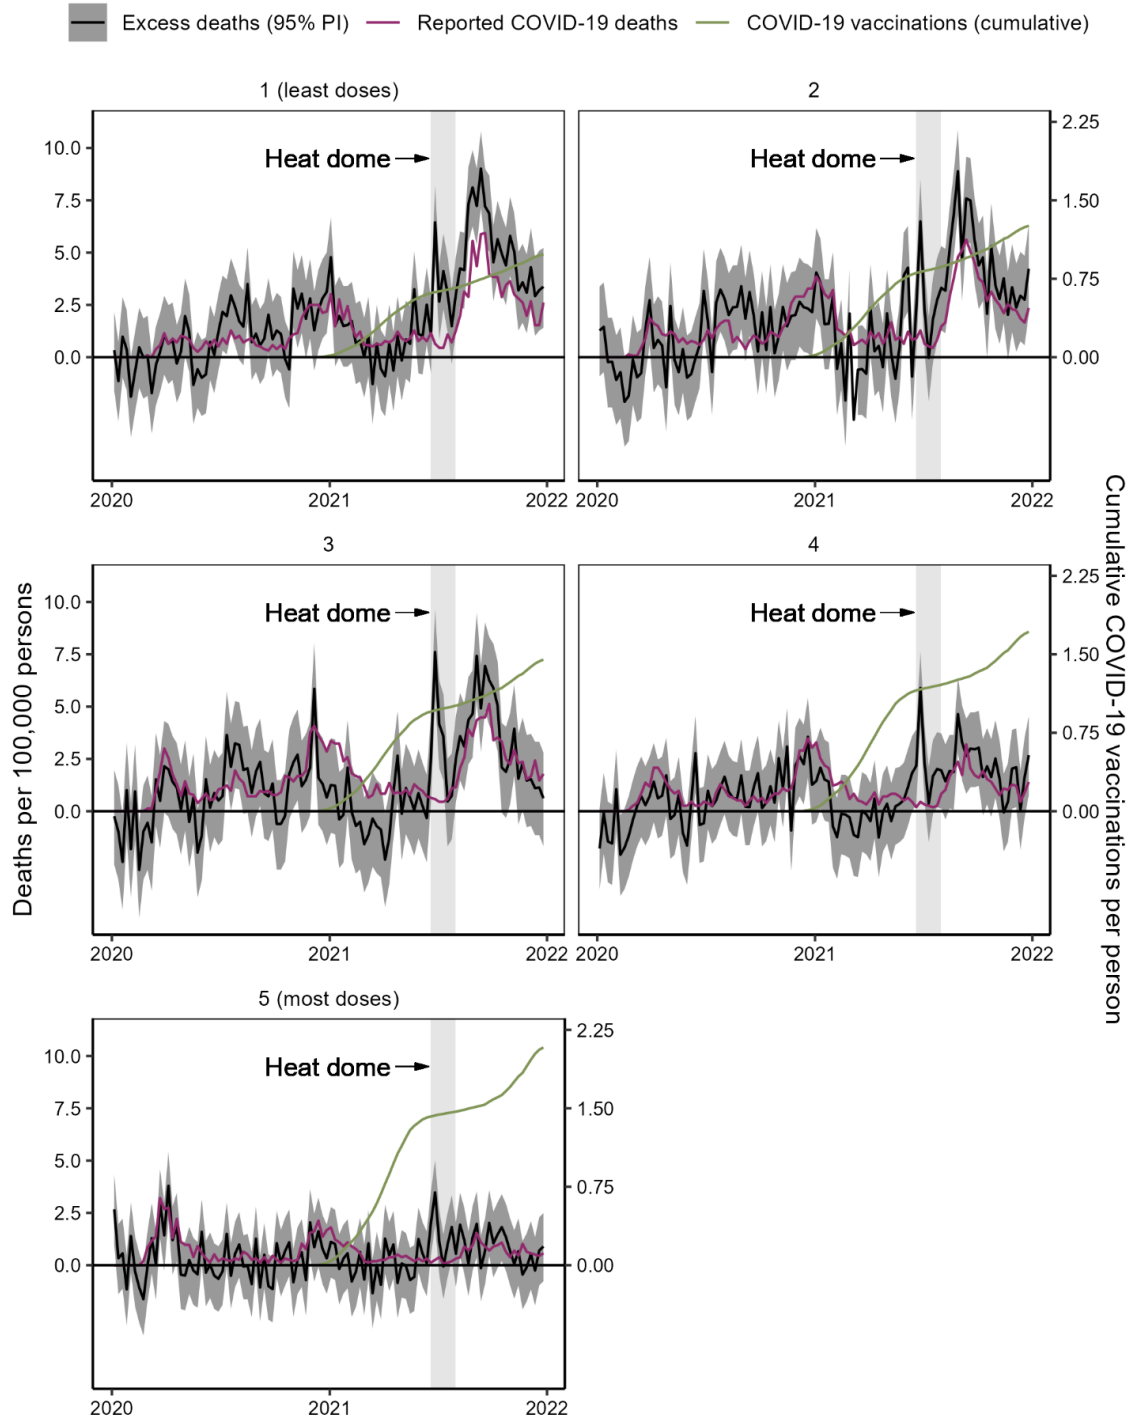 Excess deaths (95% PI) Reported COVID-19 deaths COVID-19 vaccinations (cumulative)
1 (least doses) 2
Heat dome Heat dome
10.0
7.5
5.0
2.5
0.0
2.25
1.50
0.75
0.00
2020 2021 2022 2020 2021 2022
3 4
Heat dome Heat dome
10.0
7.5
5.0
2.5
0.0
2.25
1.50
0.75
0.00
2020 2021 2022 2020 2021 2022
5 (most doses)
Heat dome
10.0
7.5
5.0
2.5
0.0
2.25
1.50
0.75
0.00
2020 2021 2022
Deaths per 100,000 persons
Cumulative COVID-19 vaccinations per person